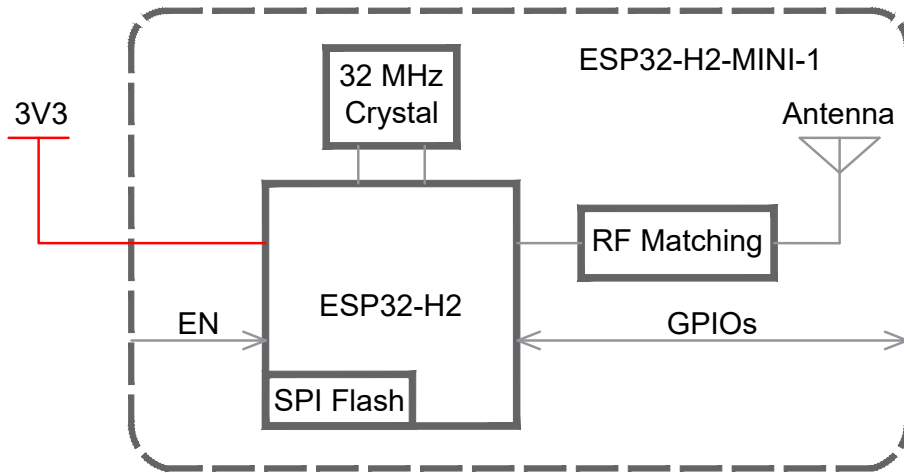 ESP32-H2-MINI-1
32 MHz
Crystal
3V3
Antenna
RF Matching
ESP32-H2
EN
GPIOs
SPI Flash